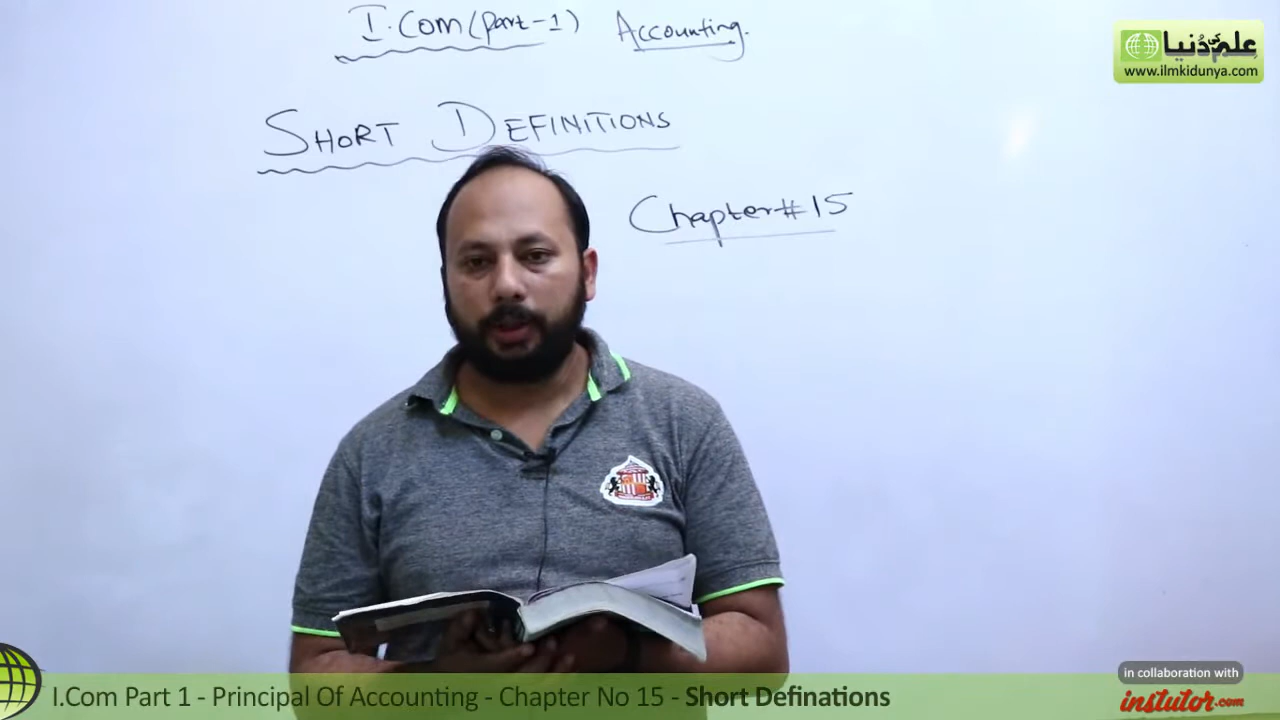 I.Com (part-1) Accounting.
علم کی دُنیا
www.ilmkidunya.com
SHORT DEFINITIONS
Chapter#15
in collaboration with
I.Com Part 1 - Principal Of Accounting - Chapter No 15 - Short Definations
instutor.com